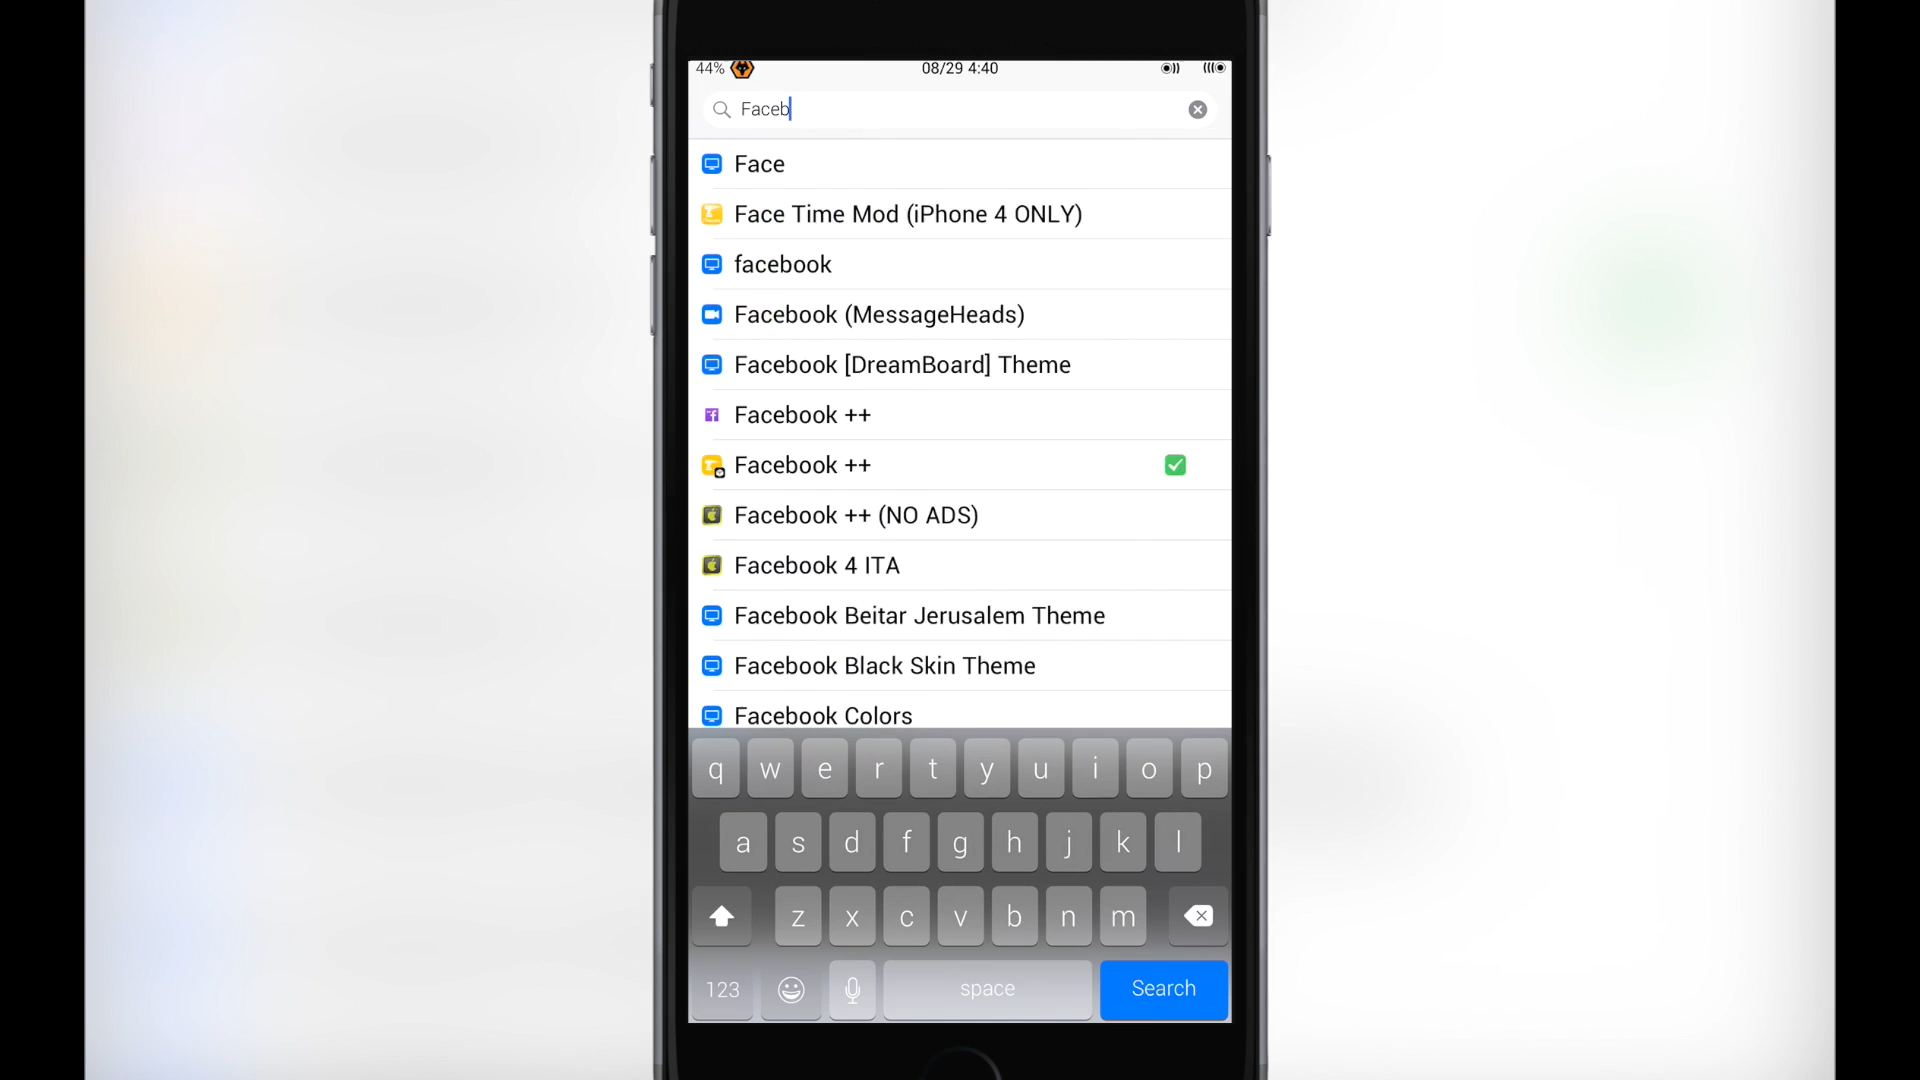 44%
08/29 4:40
Faceb
Face
Face Time Mod (iPhone 4 ONLY)
facebook
Facebook (MessageHeads)
Facebook [DreamBoard] Theme
Facebook ++
Facebook ++
Facebook ++ (NO ADS)
Facebook 4 ITA
Facebook Beitar Jerusalem Theme
Facebook Black Skin Theme
Facebook Colors
q w e r t y u i o p
a s d f g h j k l
z x c v b n m
123 space Search